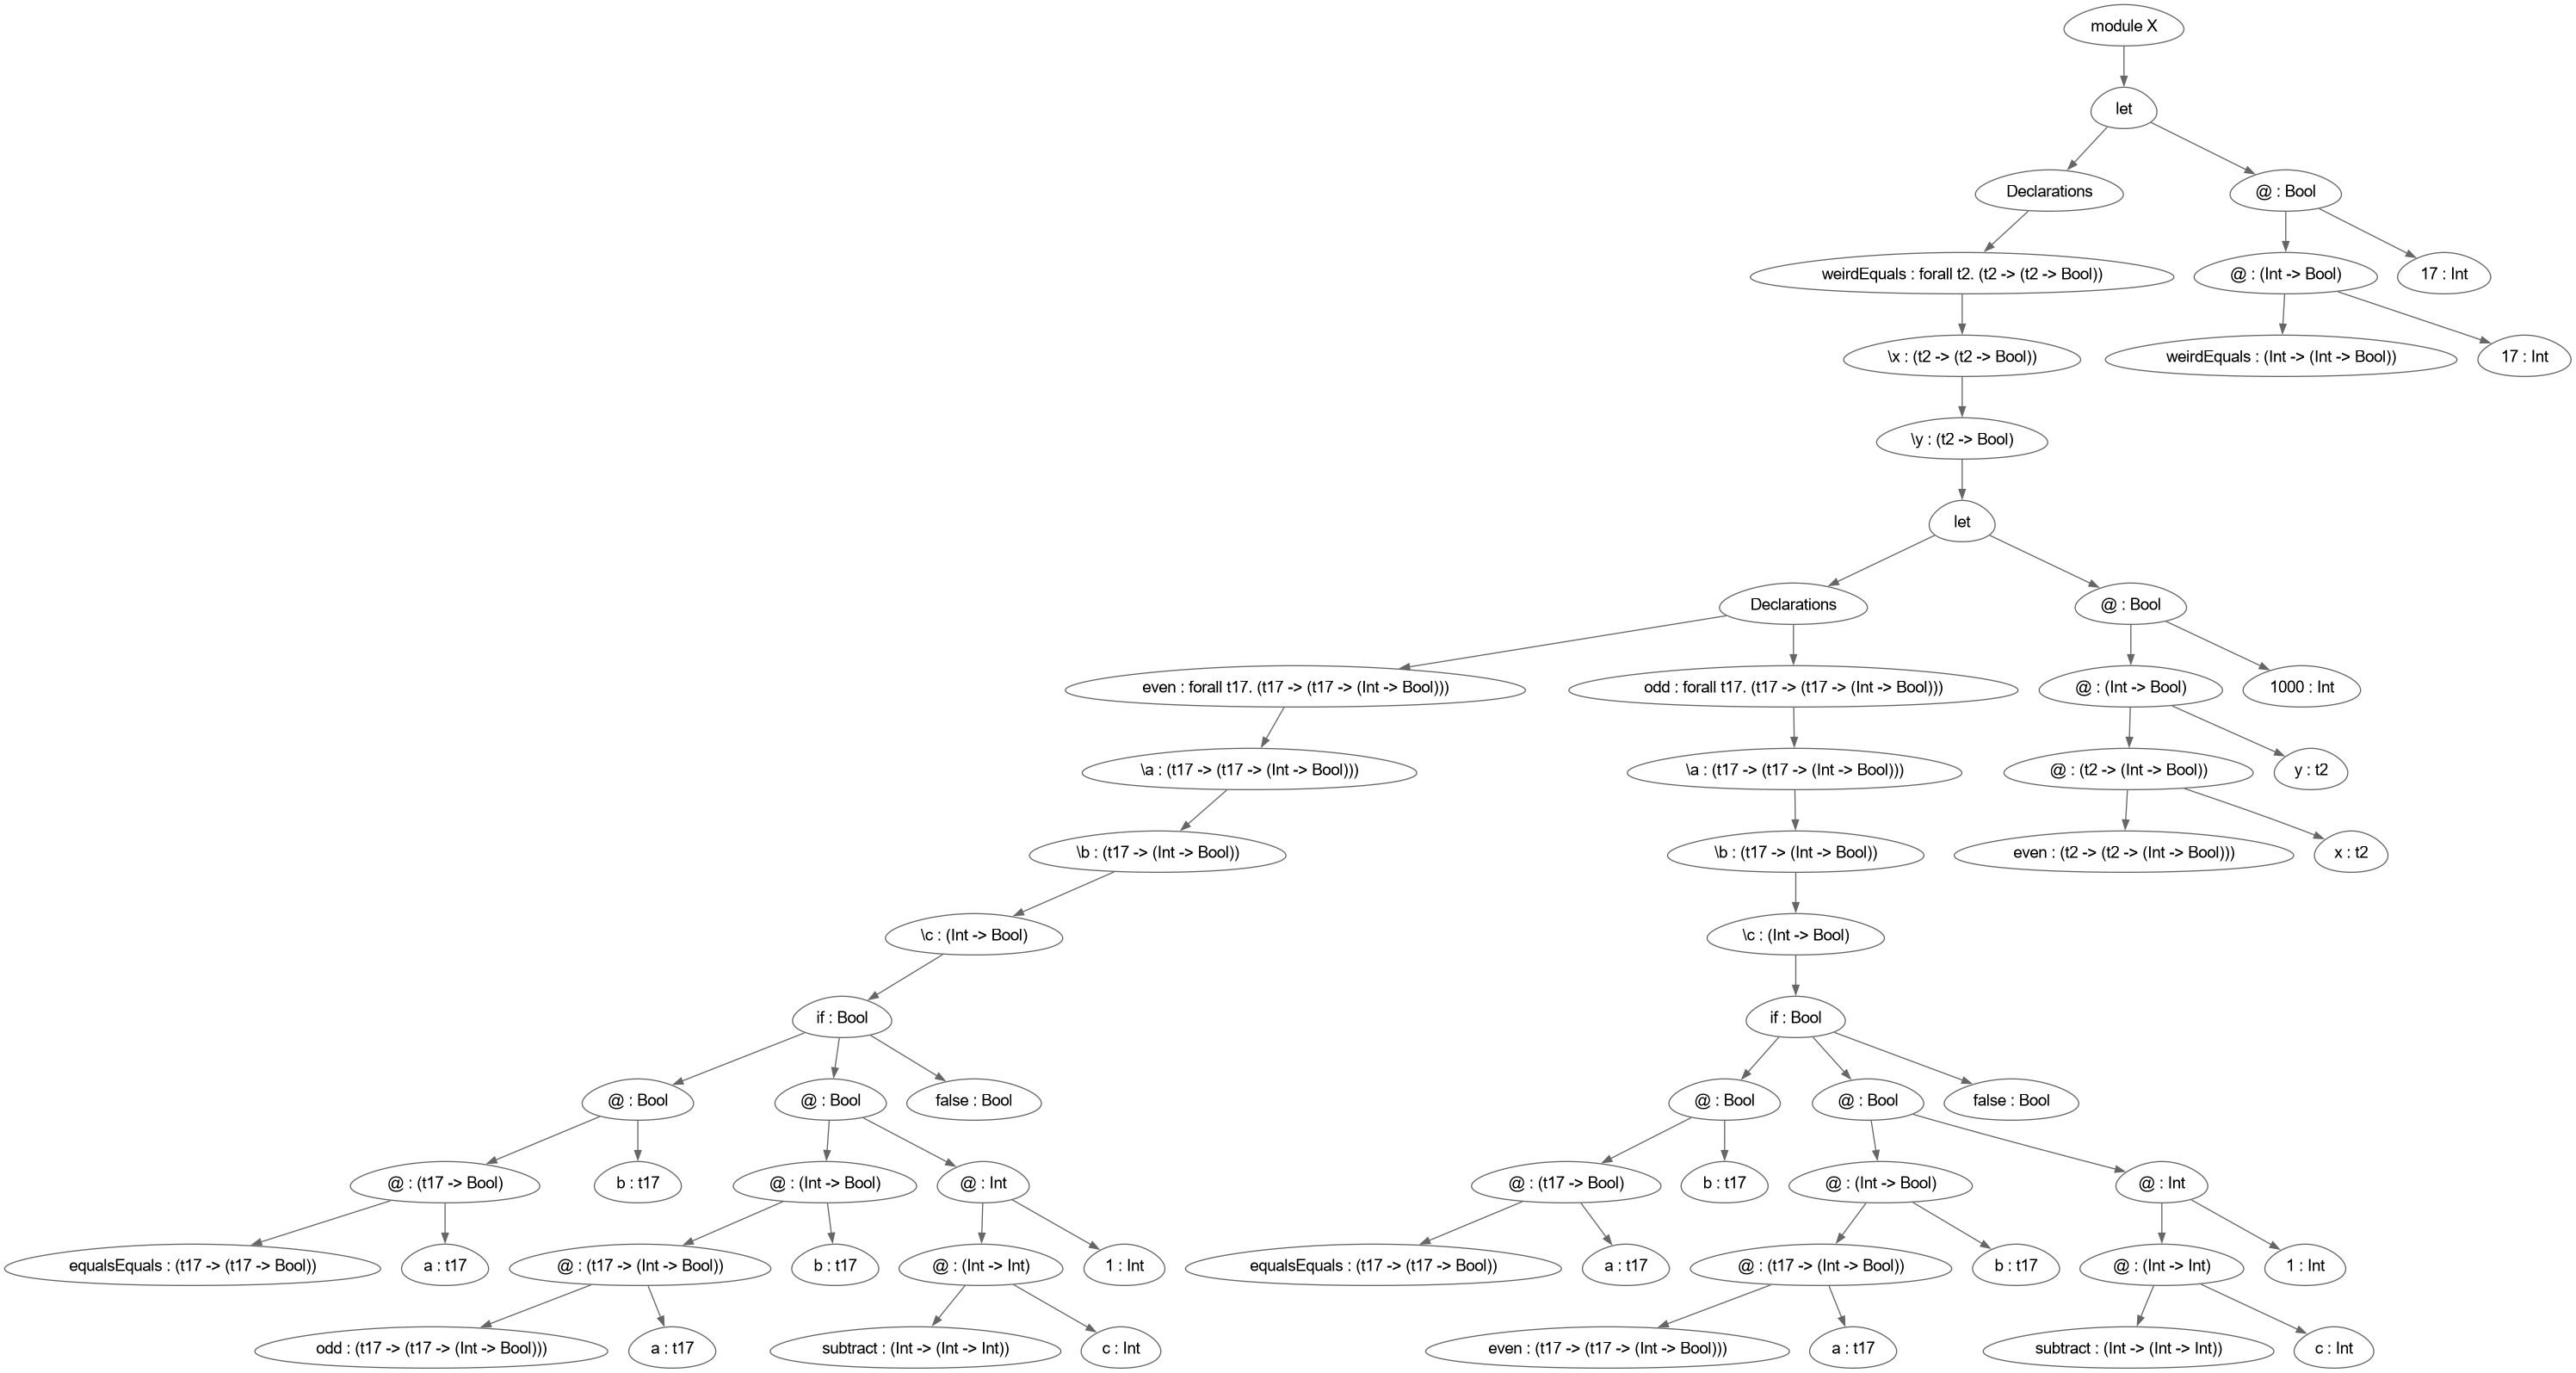 module X
let
Declarations
@ : Bool
weirdEquals : forall t2. (t2 -> (t2 -> Bool))
@ : (Int -> Bool)
17 : Int
\x : (t2 -> (t2 -> Bool))
weirdEquals : (Int -> (Int -> Bool))
17 : Int
\y : (t2 -> Bool)
let
Declarations
@ : Bool
even : forall t17. (t17 -> (t17 -> (Int -> Bool)))
odd : forall t17. (t17 -> (t17 -> (Int -> Bool)))
@ : (Int -> Bool)
1000 : Int
\a : (t17 -> (t17 -> (Int -> Bool)))
\a : (t17 -> (t17 -> (Int -> Bool)))
@ : (t2 -> (Int -> Bool))
y : t2
\b : (t17 -> (Int -> Bool))
\b : (t17 -> (Int -> Bool))
even : (t2 -> (t2 -> (Int -> Bool)))
x : t2
\c : (Int -> Bool)
\c : (Int -> Bool)
if : Bool
if : Bool
@ : Bool
@ : Bool
false : Bool
@ : Bool
@ : Bool
false : Bool
@ : (t17 -> Bool)
b : t17
@ : (Int -> Bool)
@ : Int
@ : (t17 -> Bool)
b : t17
@ : (Int -> Bool)
@ : Int
equalsEquals : (t17 -> (t17 -> Bool))
a : t17
@ : (t17 -> (Int -> Bool))
b : t17
@ : (Int -> Int)
1 : Int
equalsEquals : (t17 -> (t17 -> Bool))
a : t17
@ : (t17 -> (Int -> Bool))
b : t17
@ : (Int -> Int)
1 : Int
odd : (t17 -> (t17 -> (Int -> Bool)))
a : t17
subtract : (Int -> (Int -> Int))
c : Int
even : (t17 -> (t17 -> (Int -> Bool)))
a : t17
subtract : (Int -> (Int -> Int))
c : Int